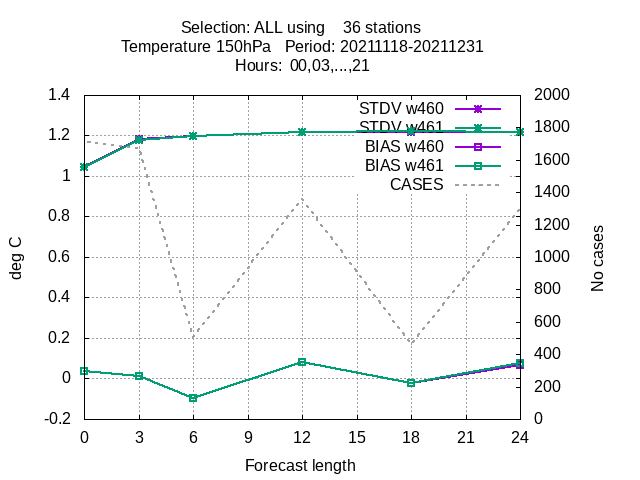 Selection: ALL using    36 stations
Temperature 150hPa   Period: 20211118-20211231
Hours:  00,03,...,21
1.4
1.2
1
0.8
0.6
0.4
0.2
0
-0.2
deg C
2000
1800
1600
1400
1200
1000
800
600
400
200
0
No cases
STDV w460
STDV w461
BIAS w460
BIAS w461
CASES
0 3 6 9 12 15 18 21 24
Forecast length